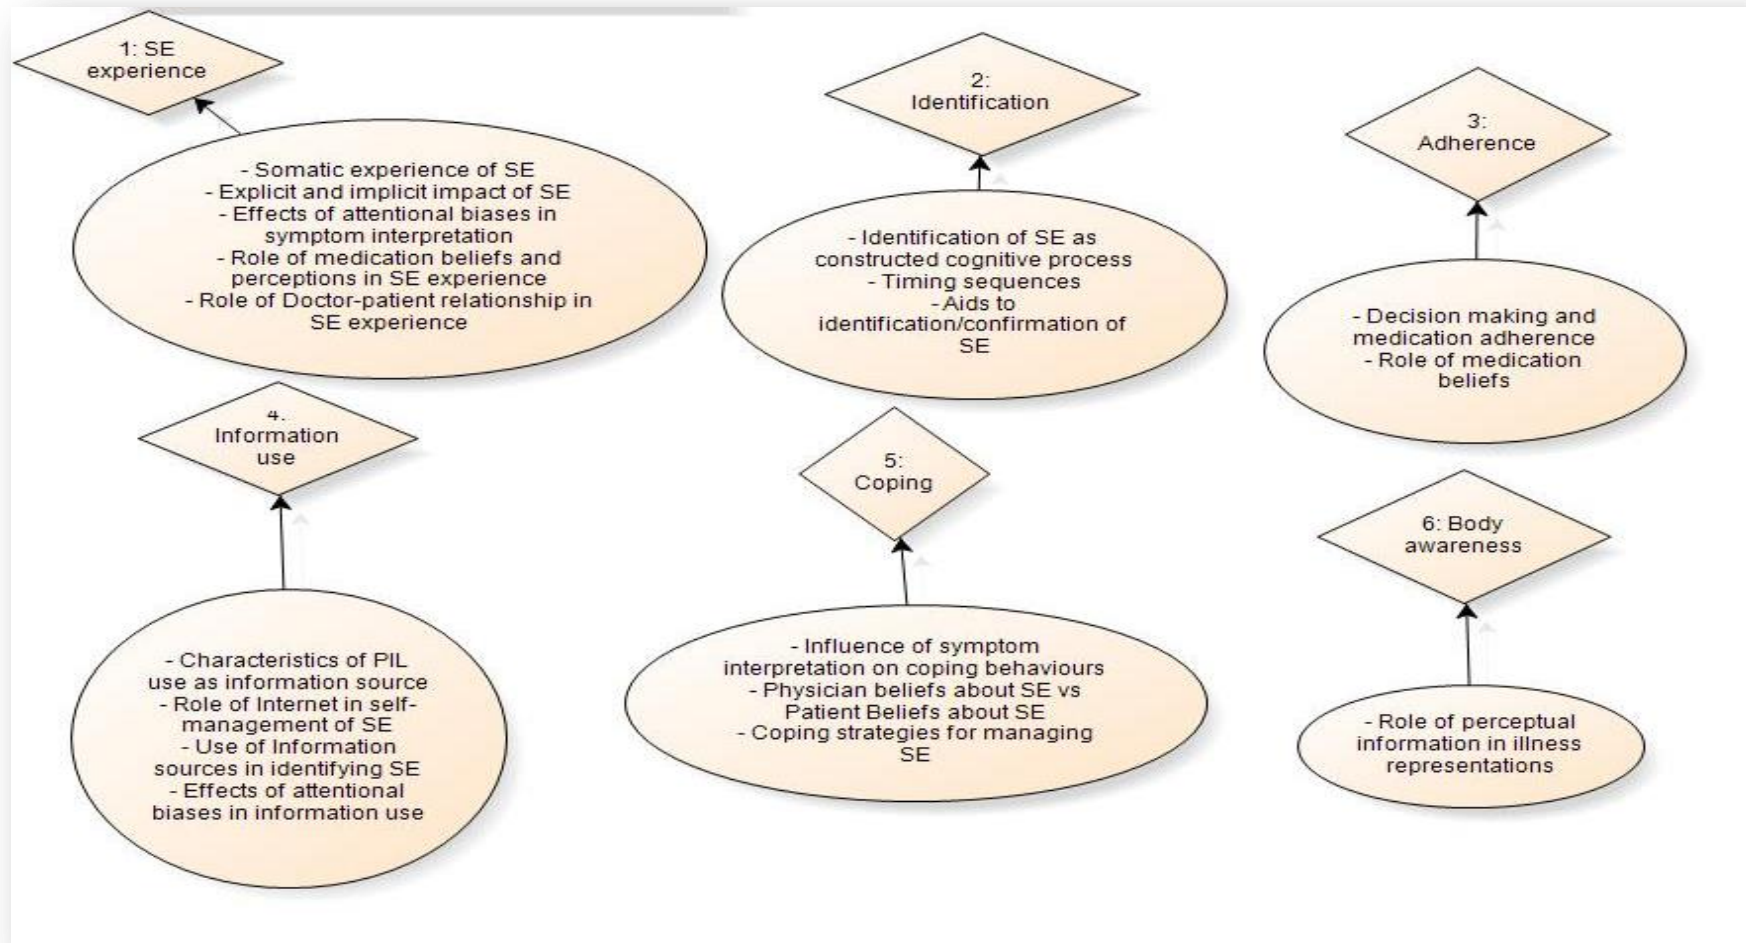 1: SE
experience
- Somatic experience of SE
- Explicit and implicit impact of SE
- Effects of attentional biases in
symptom interpretation
- Role of medication beliefs and
perceptions in SE experience
- Role of Doctor-patient relationship in
SE experience
2:
Identification
- Identification of SE as
constructed cognitive process
- Timing sequences
- Aids to
identification/confirmation of
SE
3:
Adherence
- Decision making and
medication adherence
- Role of medication
beliefs
4.
Information
use
- Characteristics of PIL
use as information source
- Role of Internet in self-
management of SE
- Use of Information
sources in identifying SE
- Effects of attentional
biases in information use
5:
Coping
- Influence of symptom
interpretation on coping behaviours
- Physician beliefs about SE vs
Patient Beliefs about SE
- Coping strategies for managing
SE
6: Body
awareness
- Role of perceptual
information in illness
representations